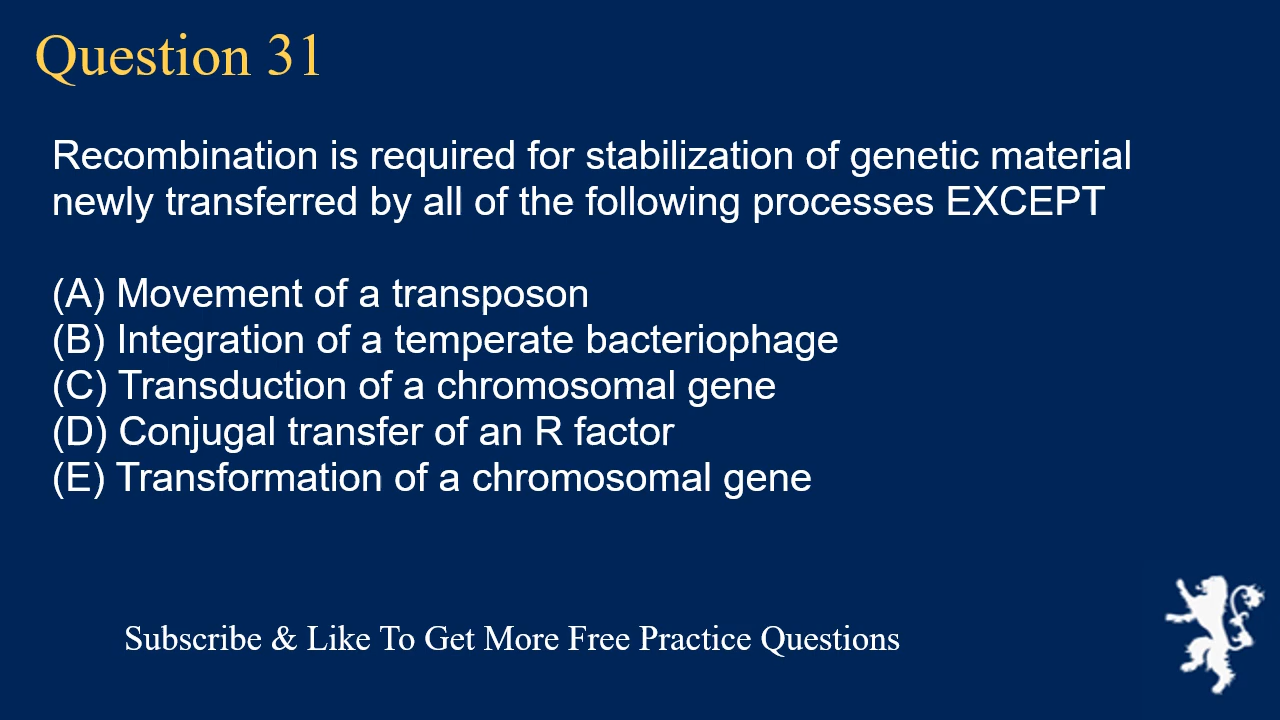 Question 31
Recombination is required for stabilization of genetic material
newly transferred by all of the following processes EXCEPT
(A) Movement of a transposon
(B) Integration of a temperate bacteriophage
(C) Transduction of a chromosomal gene
(D) Conjugal transfer of an R factor
(E) Transformation of a chromosomal gene
Subscribe & Like To Get More Free Practice Questions